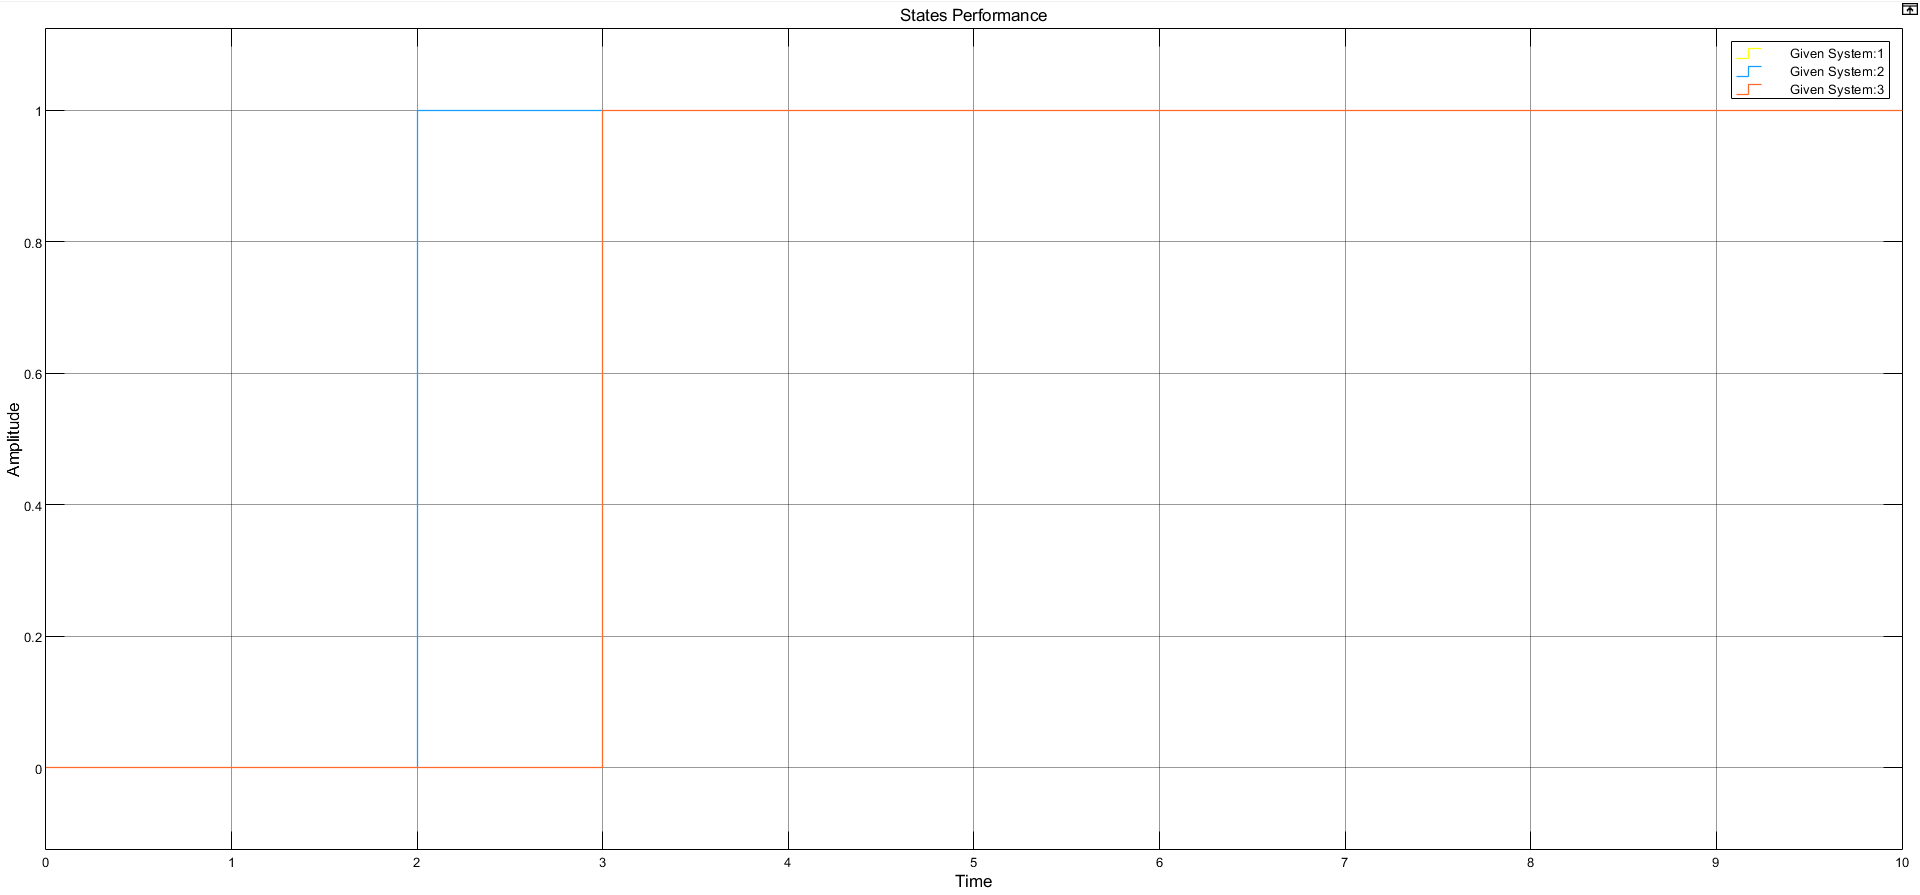 States Performance
Given System:1
Given System:2
Given System:3
1
0.8
0.6
0.4
0.2
0
Amplitude
0 1 2 3 4 5 6 7 8 9 10
Time